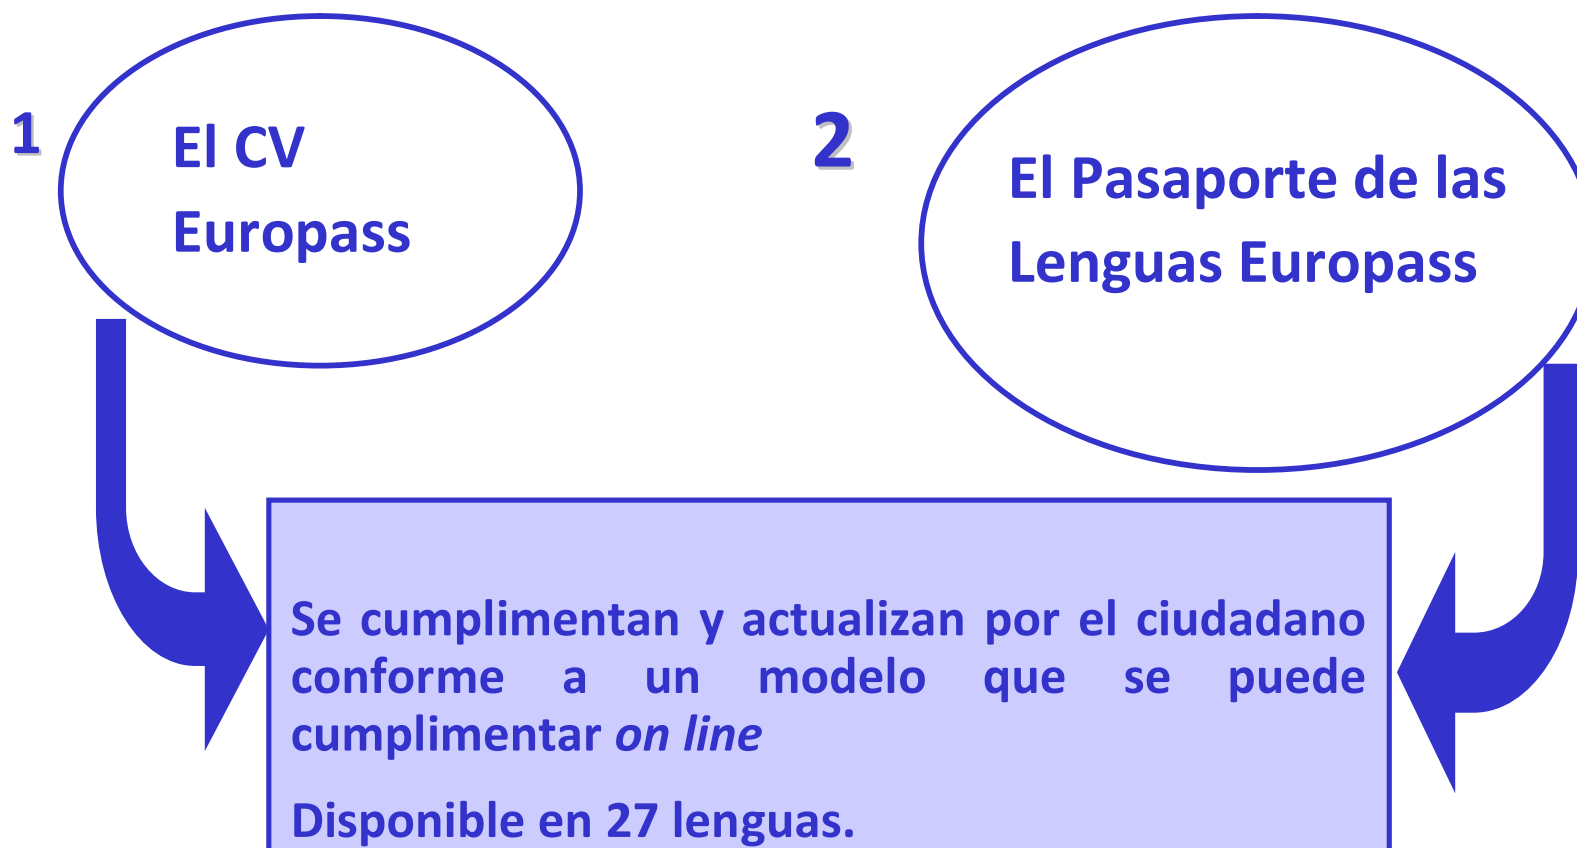 1
El CV
Europass
2
El Pasaporte de las
Lenguas Europass
Se cumplimentan y actualizan por el ciudadano
conforme a un modelo que se puede
cumplimentar on line
Disponible en 27 lenguas.